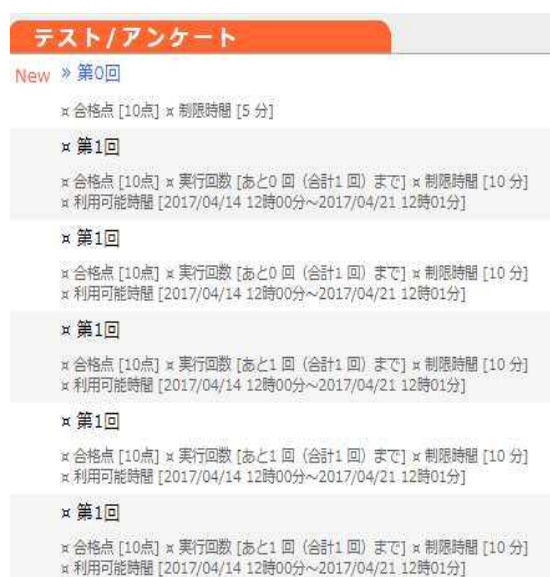 テスト/アンケート
New » 第0回
¤ 合格点 [10点] ¤ 制限時間 [5 分]
¤ 第1回
¤ 合格点 [10点] ¤ 実行回数 [あと0 回（合計1 回）まで] ¤ 制限時間 [10 分]
¤ 利用可能時間 [2017/04/14 12時00分～2017/04/21 12時01分]
¤ 第1回
¤ 合格点 [10点] ¤ 実行回数 [あと0 回（合計1 回）まで] ¤ 制限時間 [10 分]
¤ 利用可能時間 [2017/04/14 12時00分～2017/04/21 12時01分]
¤ 第1回
¤ 合格点 [10点] ¤ 実行回数 [あと1 回（合計1 回）まで] ¤ 制限時間 [10 分]
¤ 利用可能時間 [2017/04/14 12時00分～2017/04/21 12時01分]
¤ 第1回
¤ 合格点 [10点] ¤ 実行回数 [あと1 回（合計1 回）まで] ¤ 制限時間 [10 分]
¤ 利用可能時間 [2017/04/14 12時00分～2017/04/21 12時01分]
¤ 第1回
¤ 合格点 [10点] ¤ 実行回数 [あと1 回（合計1 回）まで] ¤ 制限時間 [10 分]
¤ 利用可能時間 [2017/04/14 12時00分～2017/04/21 12時01分]